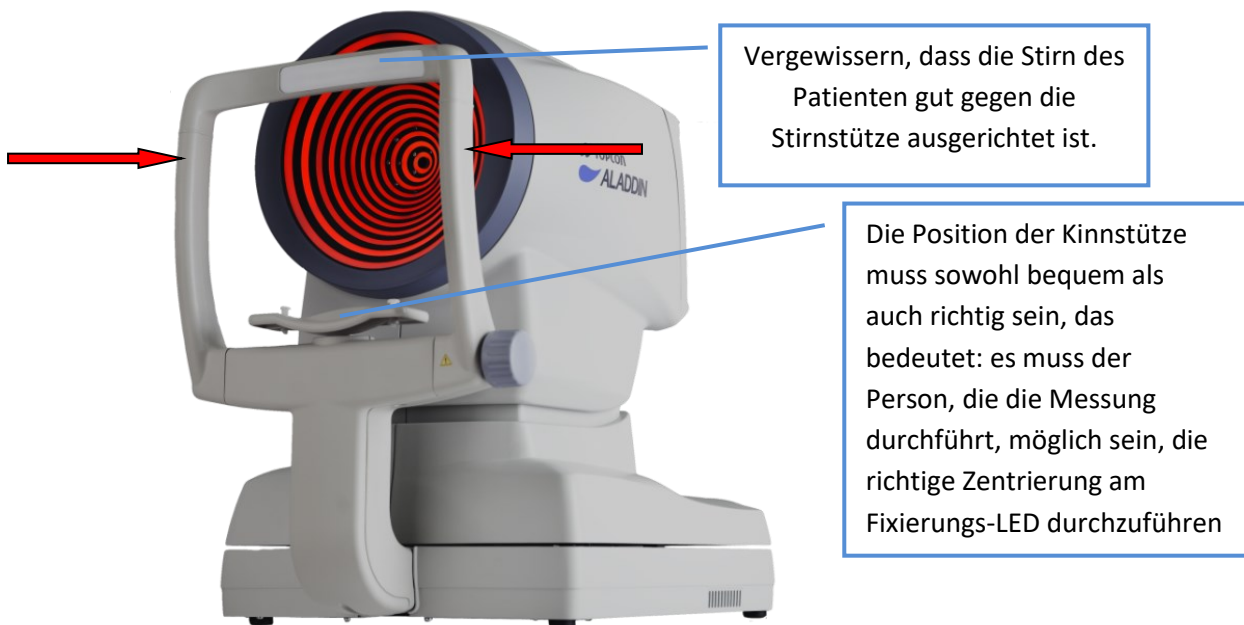 Vergewissern, dass die Stirn des
Patienten gut gegen die
Stirnstütze ausgerichtet ist.
TOPCON
ALADDIN
Die Position der Kinnstütze
muss sowohl bequem als
auch richtig sein, das
bedeutet: es muss der
Person, die die Messung
durchführt, möglich sein, die
richtige Zentrierung am
Fixierungs-LED durchzuführen